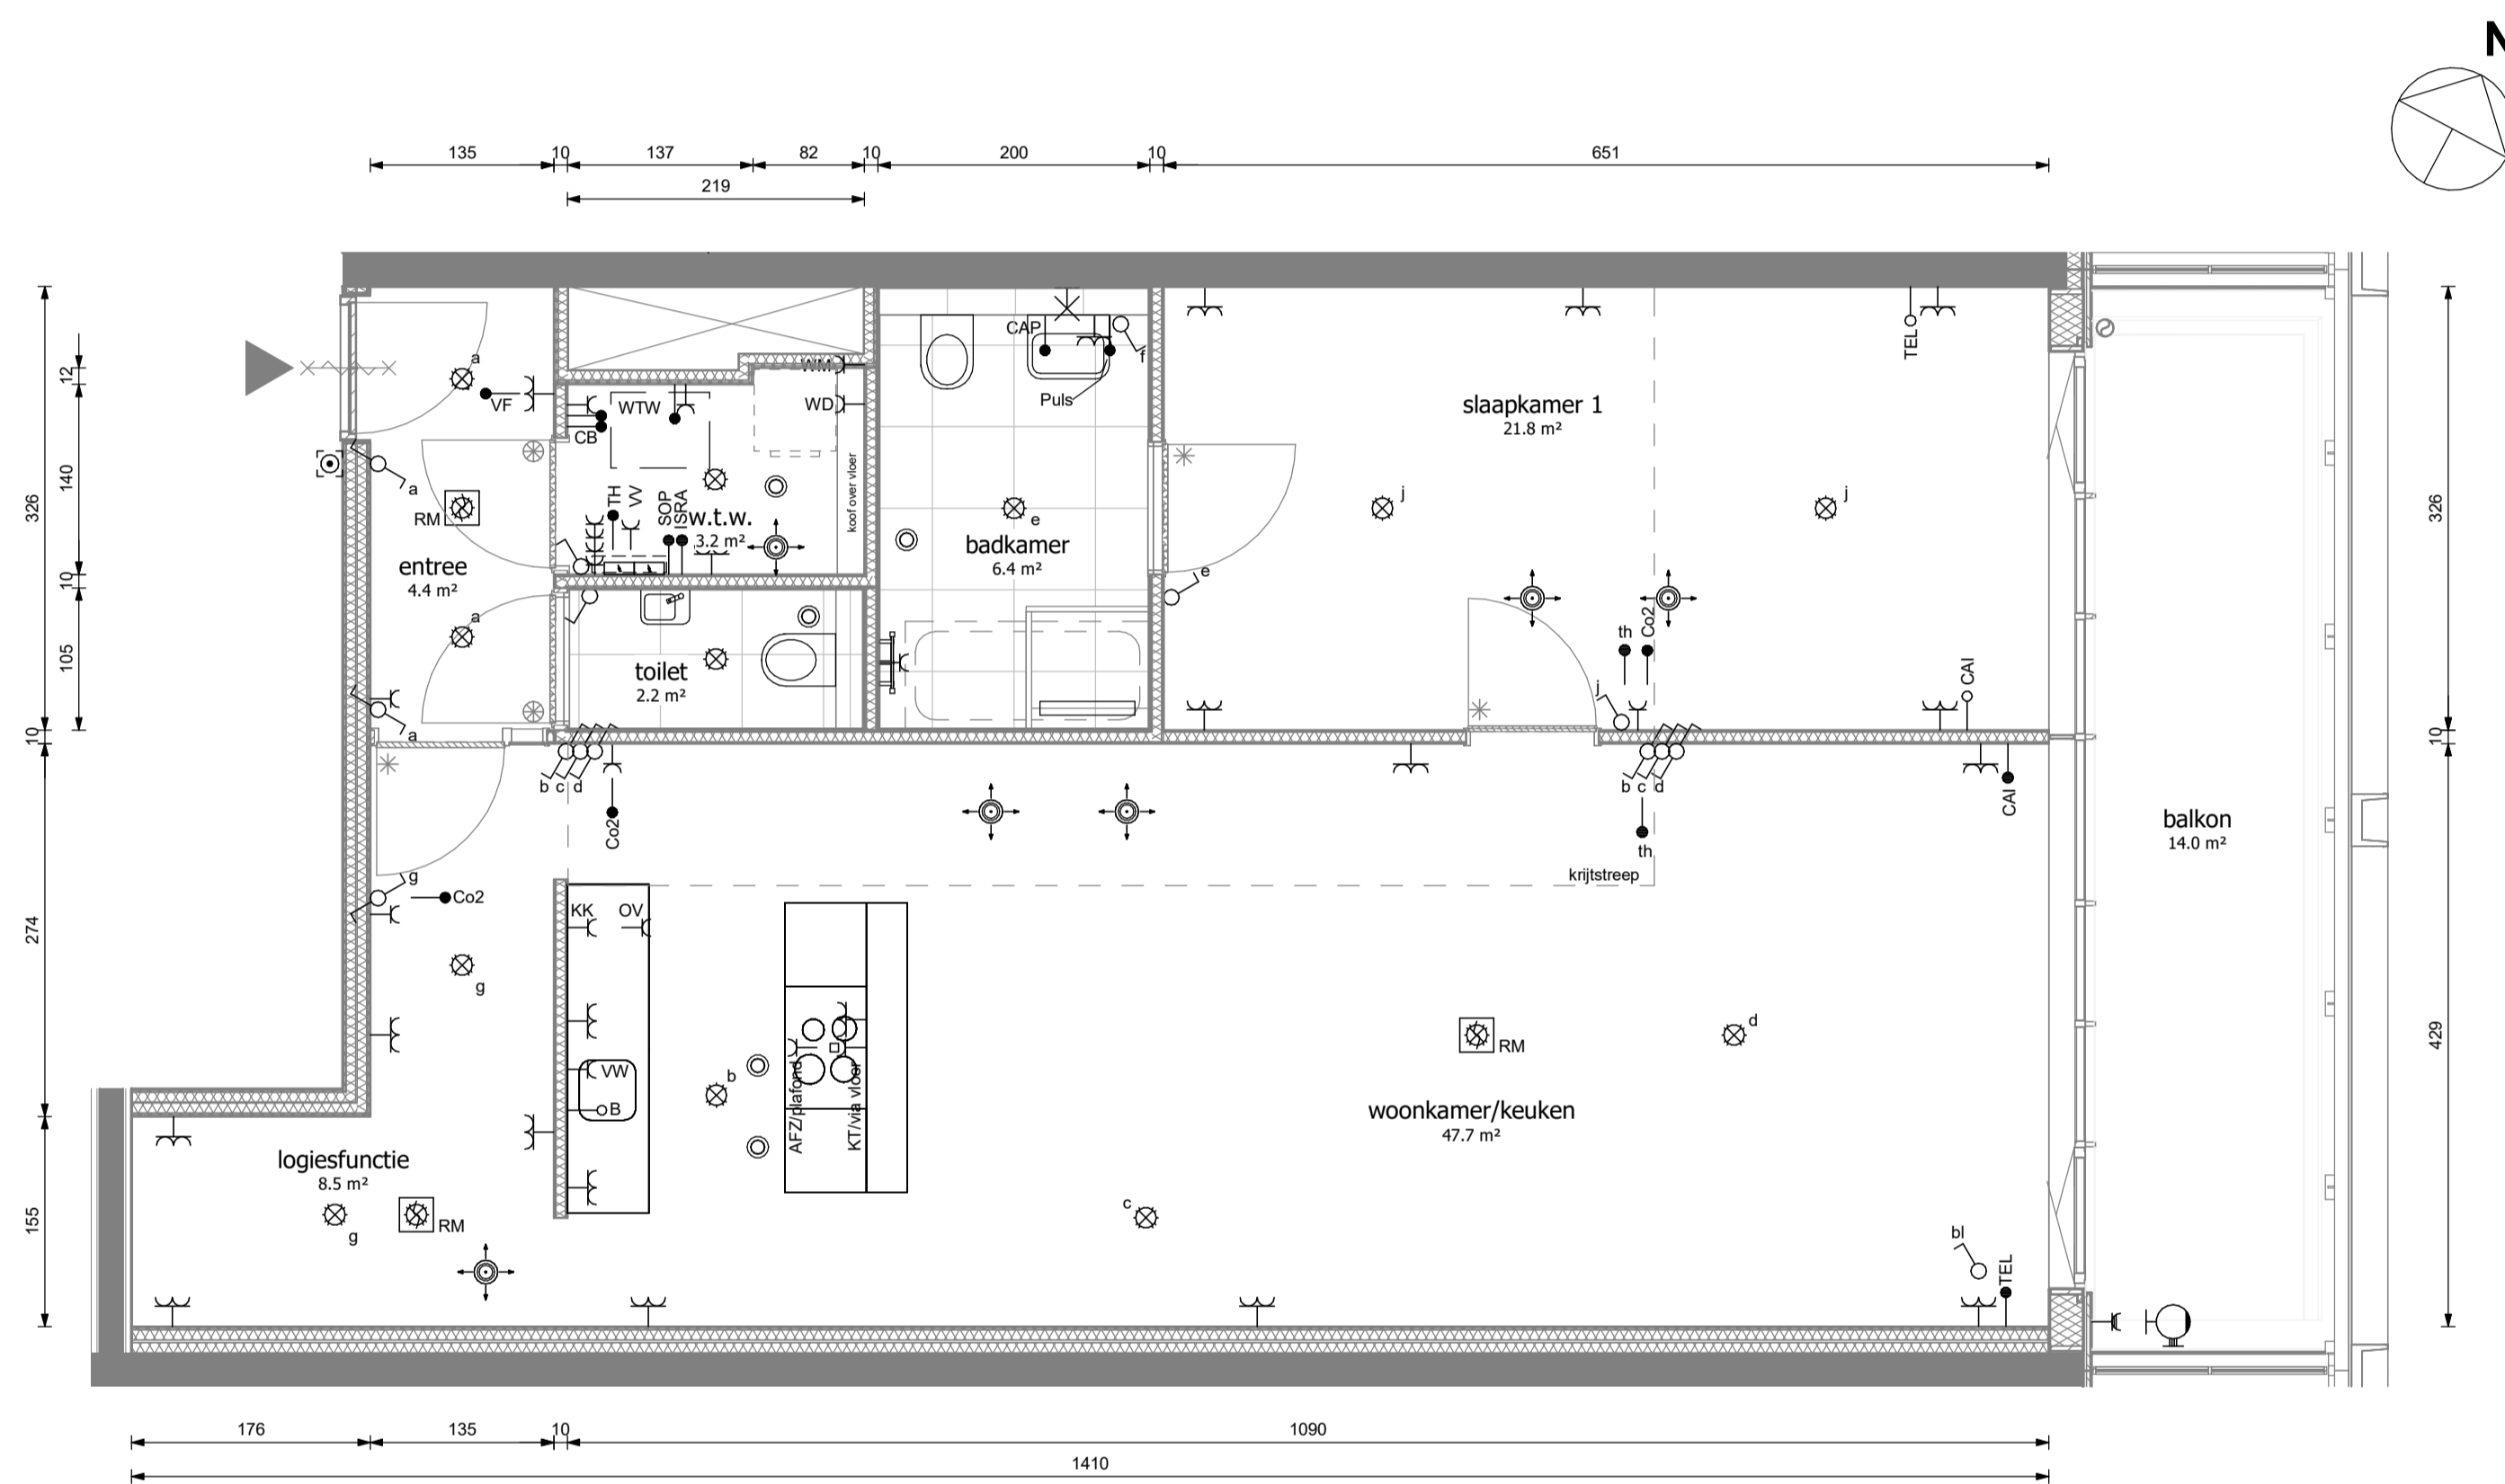 N
135
10
137
82
10
200
10
651
219
12
326
140
10
105
10
274
155
326
10
429
a
VF
WTW
CB
WM
WD
CAP
f
Puls
TEL
slaapkamer 1
21.8 m²
a
RM
TH
VV
SOP
ISRA
w.t.w.
3.2 m²
koof over vloer
e
badkamer
6.4 m²
j
j
entree
4.4 m²
e
a
toilet
2.2 m²
th
Co2
j
CAI
a
b c d
Co2
b c d
th
CAI
balkon
14.0 m²
krijtstreep
g
Co2
KK
OV
g
VW
B
b
AFZ/plafond
KT/via vloer
RM
d
woonkamer/keuken
47.7 m²
logiesfunctie
8.5 m²
g
RM
c
bl
TEL
176
135
10
1090
1410